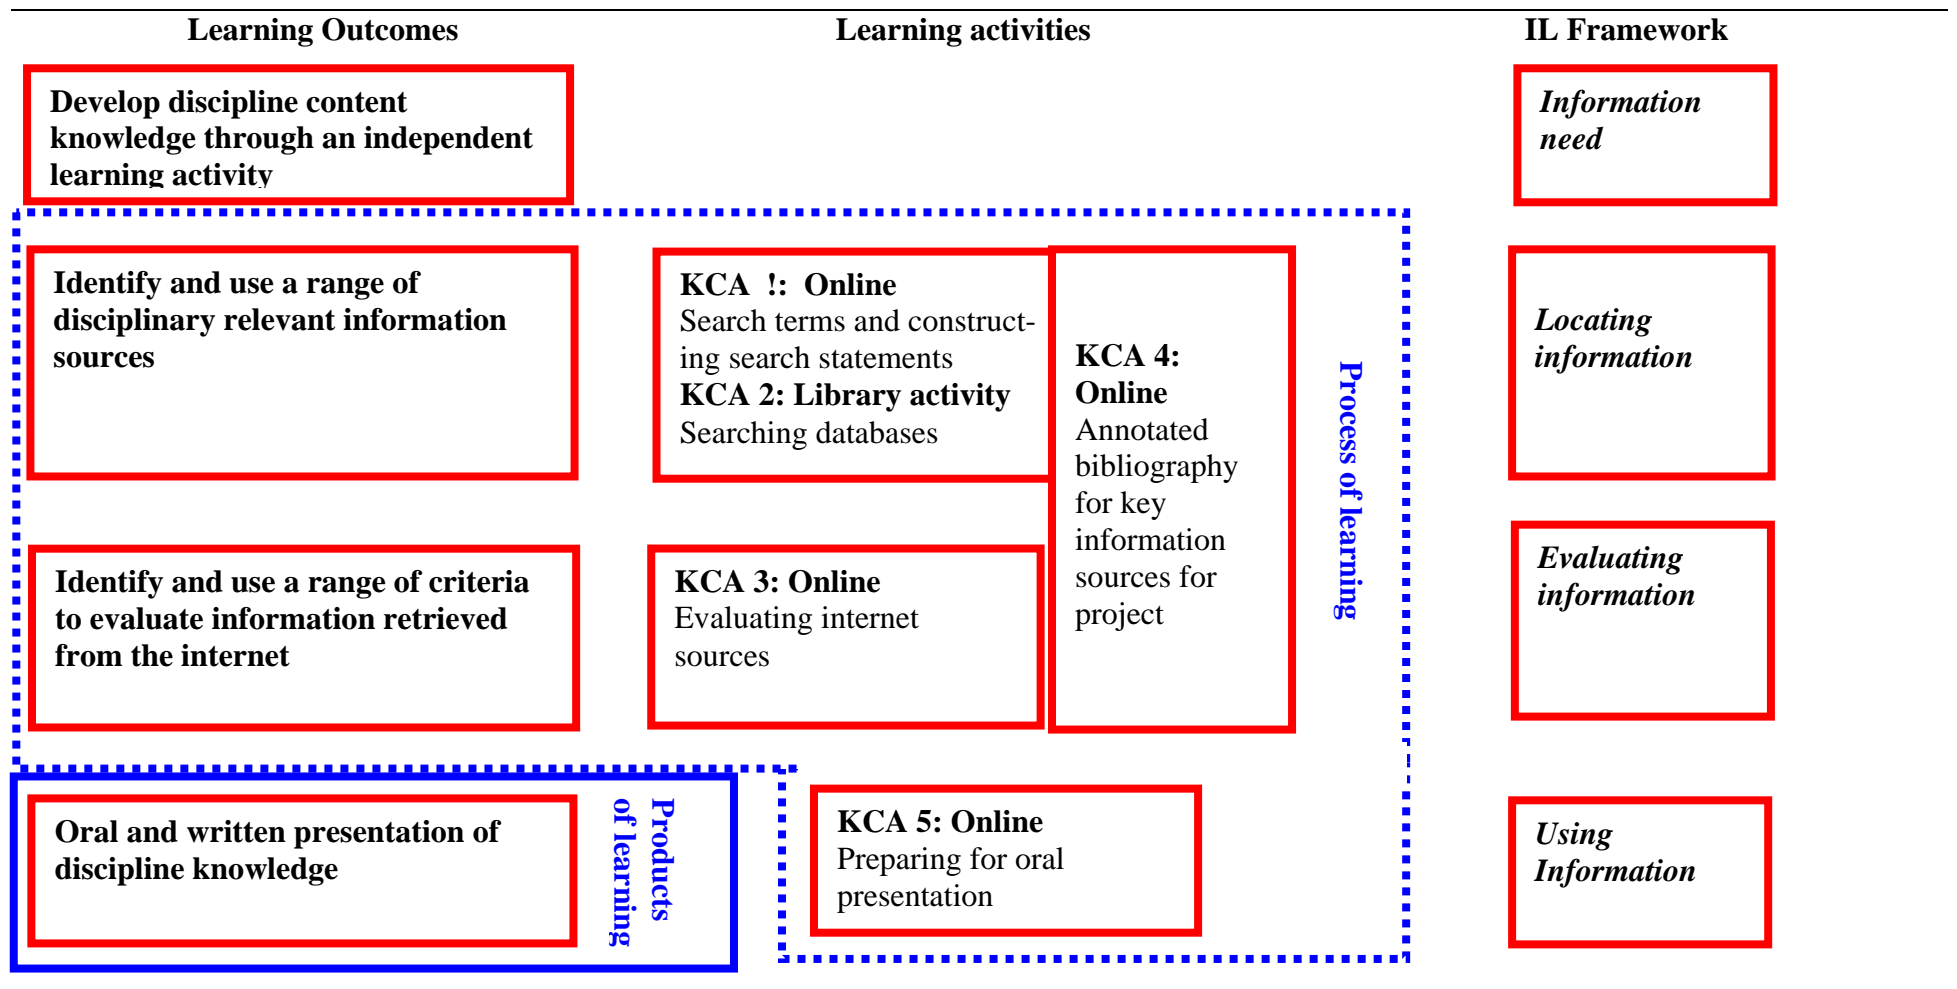 Learning Outcomes
Learning activities
IL Framework
Develop discipline content
knowledge through an independent
learning activity
Information
need
Identify and use a range of
disciplinary relevant information
sources
KCA  !:  Online
Search terms and construct-
ing search statements
KCA 2: Library activity
Searching databases
KCA 4:
Online
Annotated
bibliography
for key
information
sources for
project
Process of learning
Locating
information
Identify and use a range of criteria
to evaluate information retrieved
from the internet
KCA 3: Online
Evaluating internet
sources
Evaluating
information
Oral and written presentation of
discipline knowledge
Products
of learning
KCA 5: Online
Preparing for oral
presentation
Using
Information